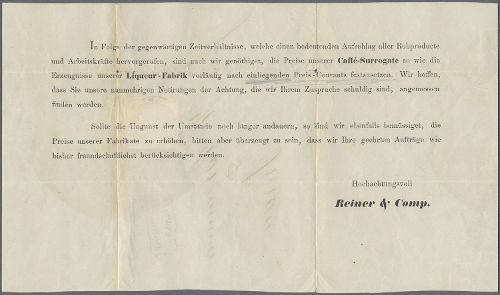 In Folge der gegenwärtigen Zeitverhältnisse, welche einen bedeutenden Aufschlag aller Rohproducte
und Arbeitskräfte hervorgerufen, sind auch wir genöthiget, die Preise unserer Caffé-Surrogate so wie die
Erzeugnisse unserer Liqueur-Fabrik vorläufig nach einliegenden Preis-Courants festzusetzen. Wir hoffen,
dass Sie unsere nunmehrigen Notirungen der Achtung, die wir Ihrem Zuspruche schuldig sind, angemessen
finden werden.
Sollte die Ungunst der Umstände noch länger andauern, so sind wir ebenfalls bemüssiget, die
Preise unserer Fabrikate zu erhöhen, bitten aber überzeugt zu sein, dass wir Ihre geehrten Aufträge wie
bisher freundschaftlichst berücksichtigen werden.
Hochachtungsvoll
Reiner & Comp.